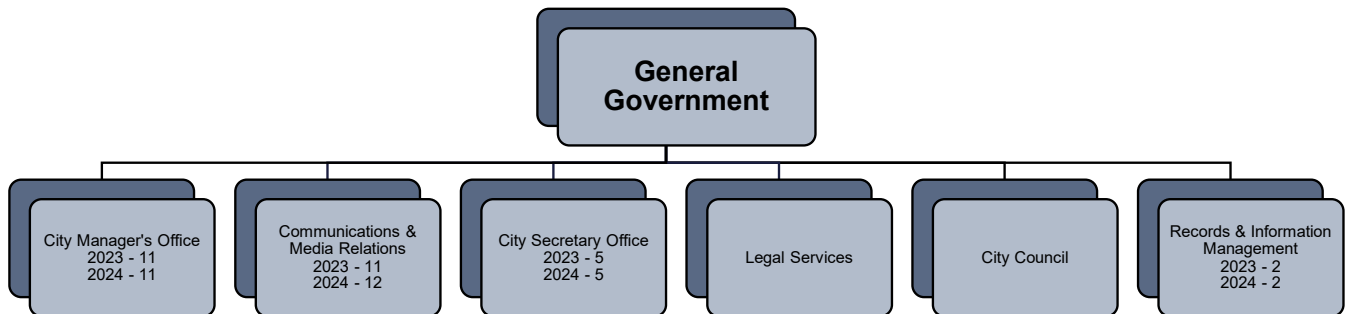 General
Government
City Manager's Office
2023 - 11
2024 - 11
Communications &
Media Relations
2023 - 11
2024 - 12
City Secretary Office
2023 - 5
2024 - 5
Legal Services
City Council
Records & Information
Management
2023 - 2
2024 - 2